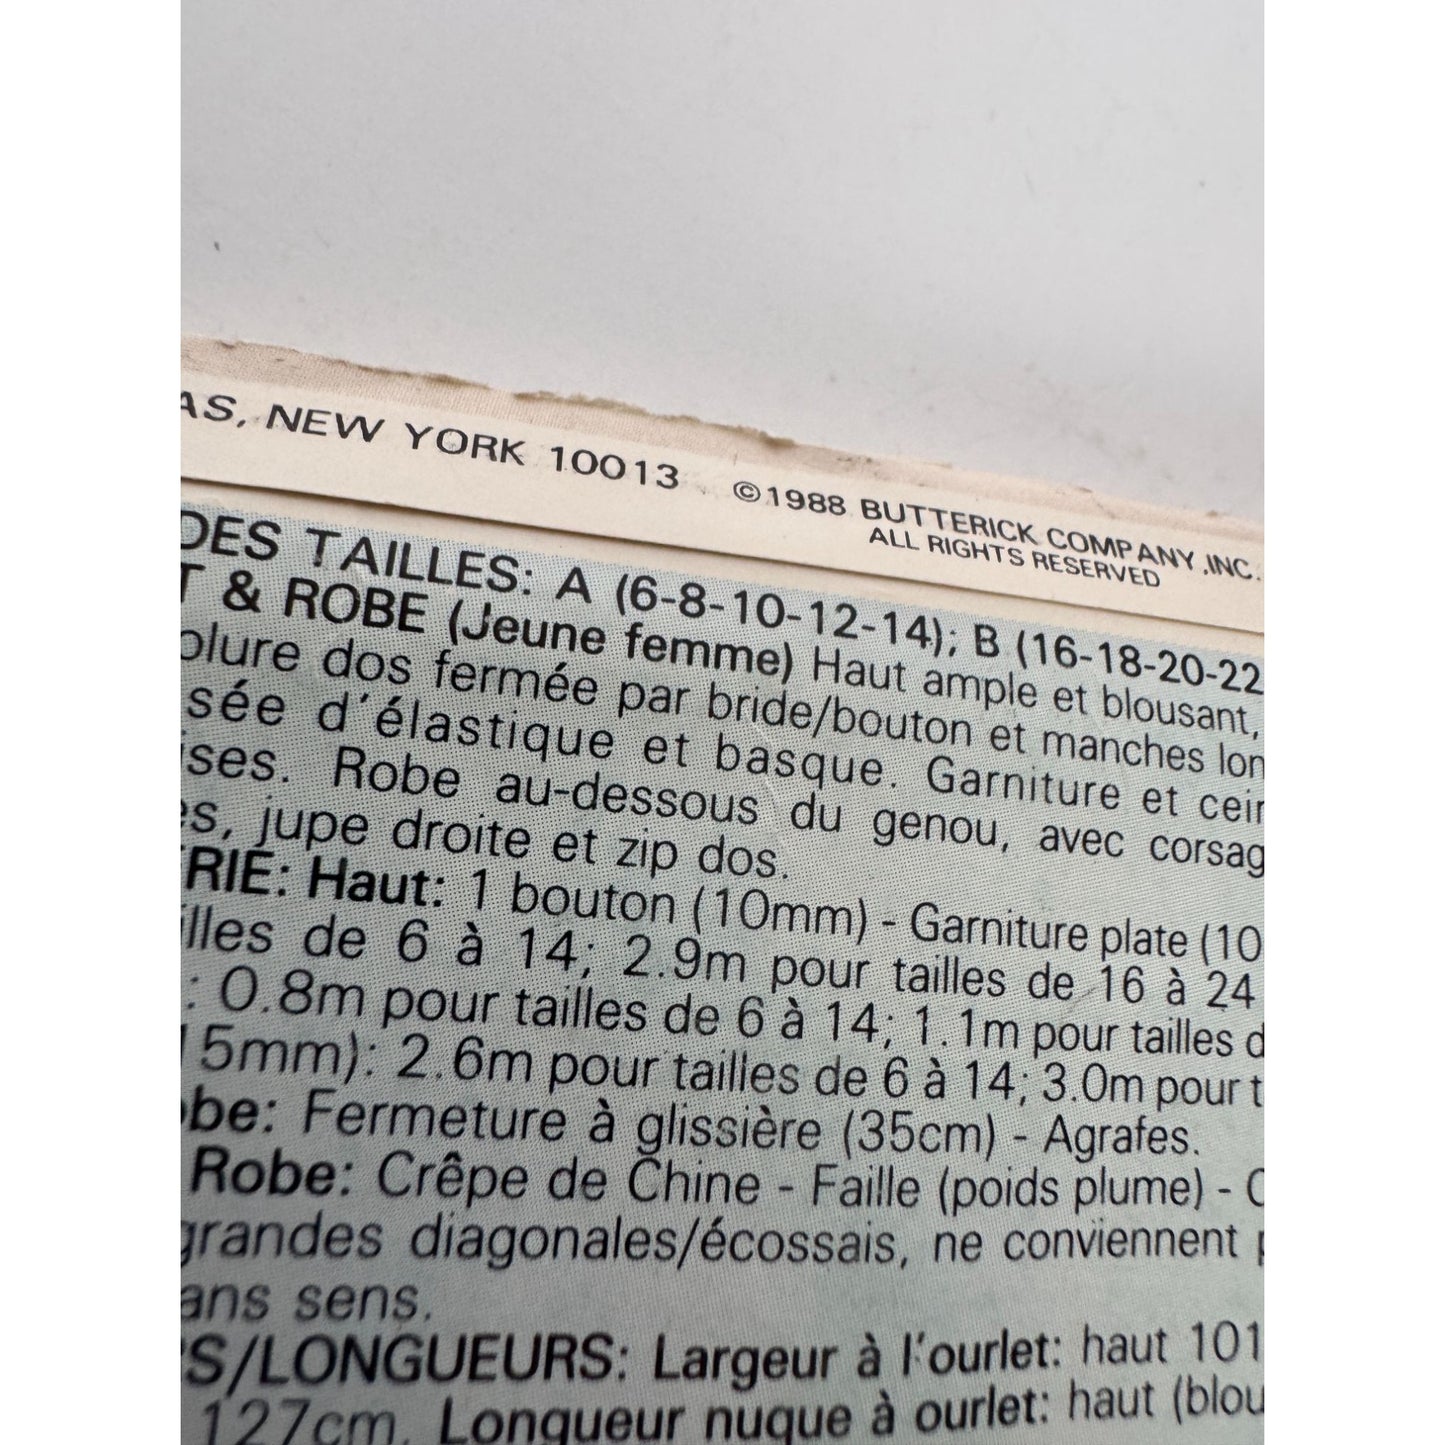 AS, NEW YORK 10013 ©1988 BUTTERICK COMPANY, INC.
ALL RIGHTS RESERVED
DES TAILLES: A (6-8-10-12-14); B (16-18-20-22
T & ROBE (Jeune femme) Haut ample et blousant,
olure dos fermée par bride/bouton et manches lon
sée d'élastique et basque. Garniture et cein
ises. Robe au-dessous du genou, avec corsag
es, jupe droite et zip dos.
RIE: Haut: 1 bouton (10mm) - Garniture plate (10
illes de 6 à 14; 2.9m pour tailles de 16 à 24
: 0.8m pour tailles de 6 à 14; 1.1m pour tailles d
15mm): 2.6m pour tailles de 6 à 14; 3.0m pour t
be: Fermeture à glissière (35cm) - Agrafes.
Robe: Crêpe de Chine - Faille (poids plume) - C
grandes diagonales/écossais, ne conviennent p
ans sens.
S/LONGUEURS: Largeur à l'ourlet: haut 101
127cm. Longueur nuque à ourlet: haut (blou